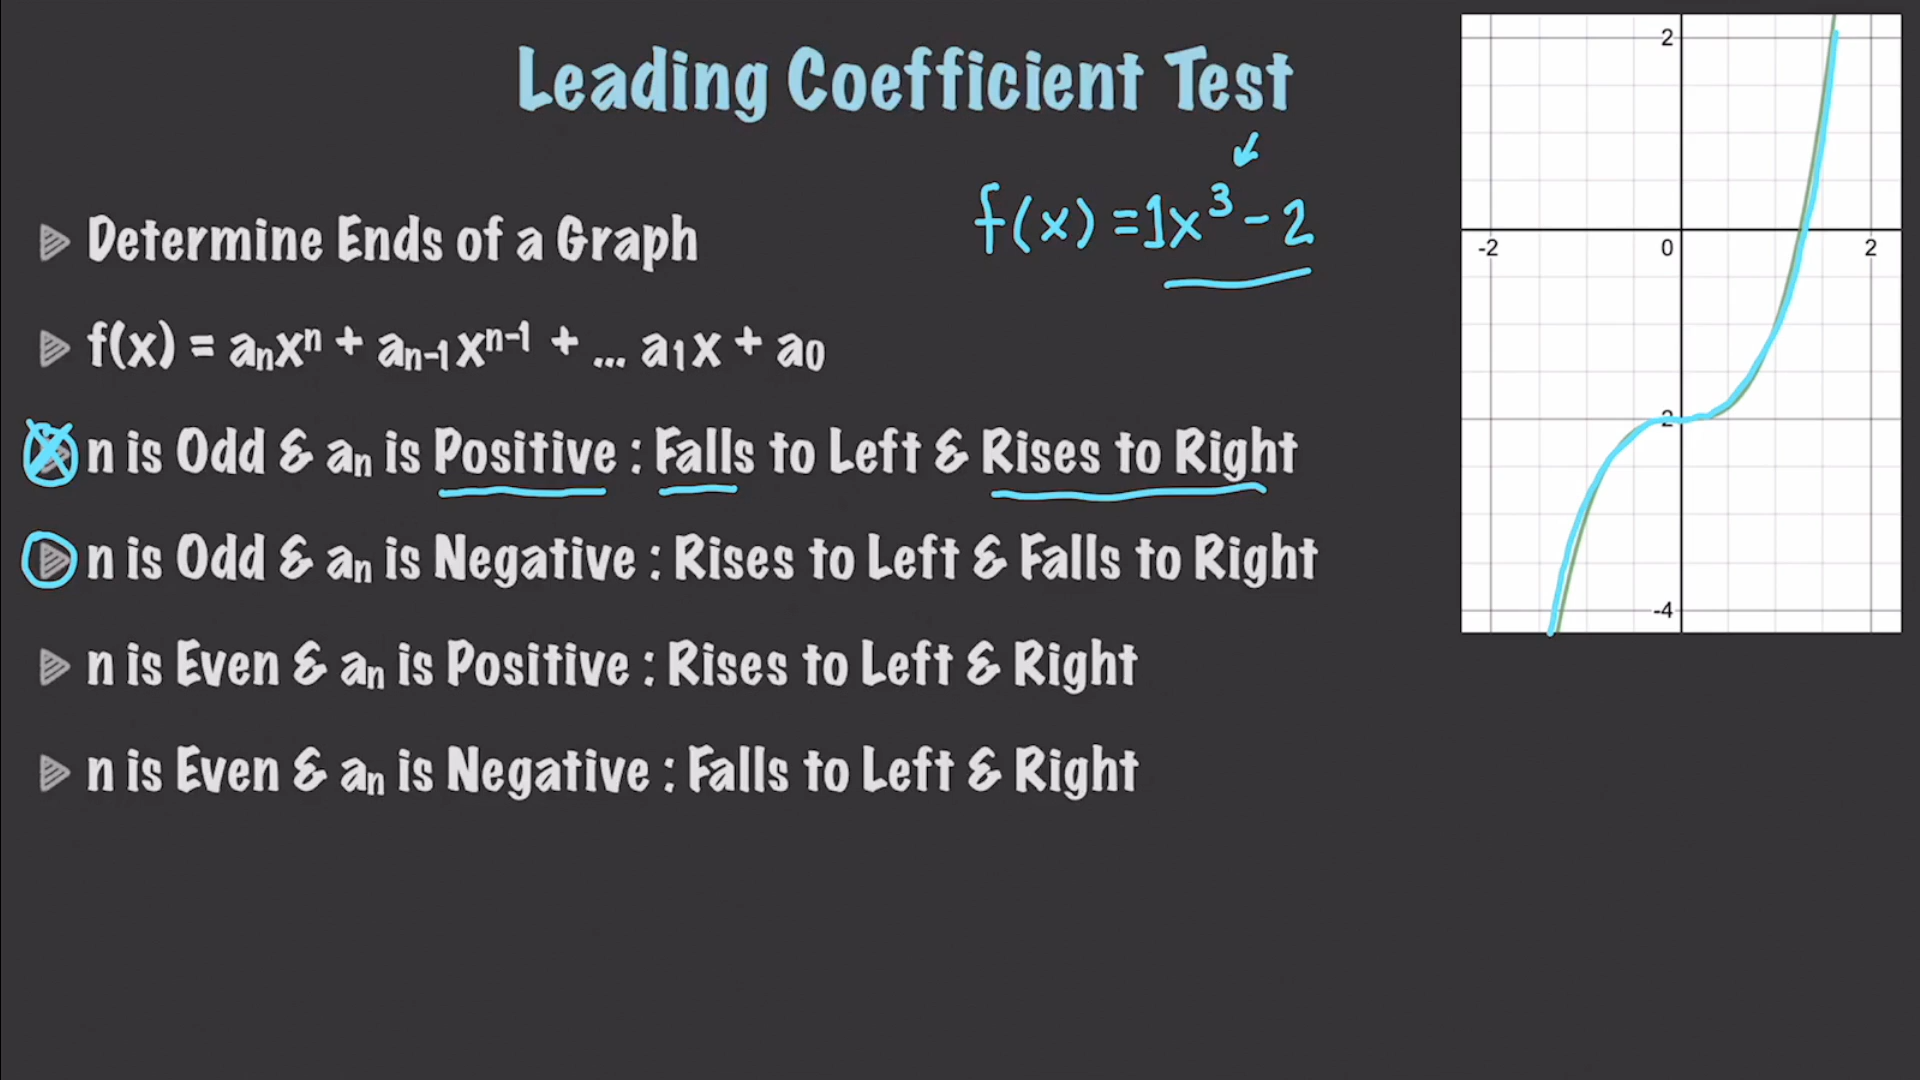 Leading Coefficient Test
f(x) = 1x³ - 2
Determine Ends of a Graph
f(x) = aₙxⁿ + aₙ₋₁xⁿ⁻¹ + ... a₁x + a₀
n is Odd & aₙ is Positive : Falls to Left & Rises to Right
n is Odd & aₙ is Negative : Rises to Left & Falls to Right
n is Even & aₙ is Positive : Rises to Left & Right
n is Even & aₙ is Negative : Falls to Left & Right
2
-2 0 2
-2
-4